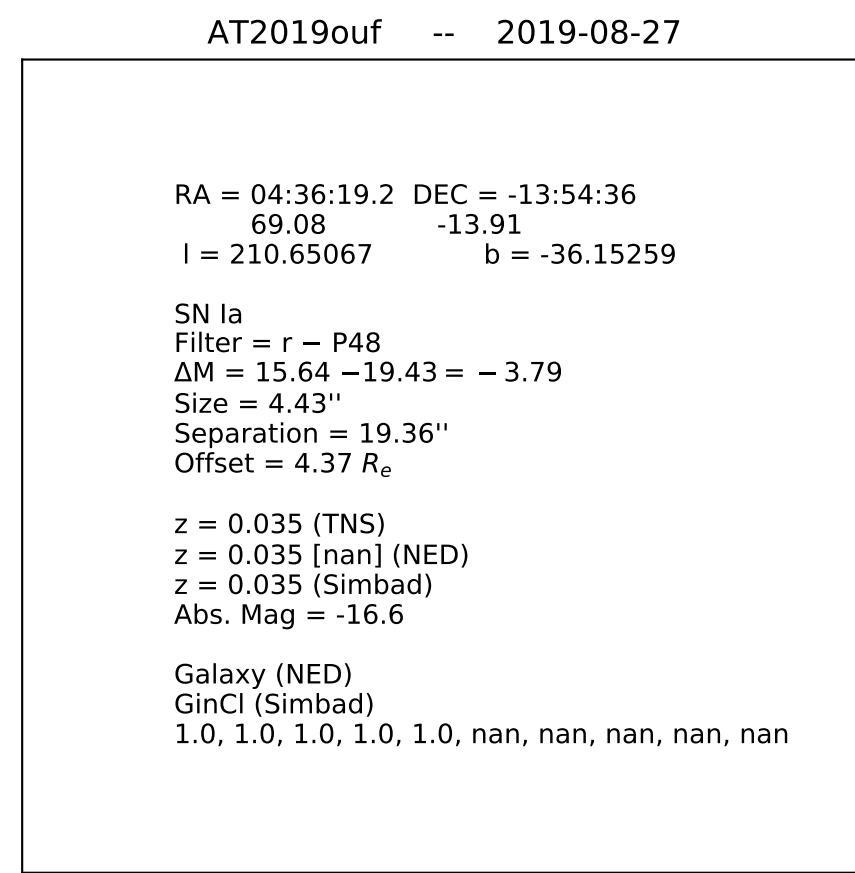 AT2019ouf -- 2019-08-27
RA = 04:36:19.2 DEC = -13:54:36
69.08 -13.91
l = 210.65067 b = -36.15259
SN Ia
Filter = r − P48
ΔM = 15.64 −19.43 = − 3.79
Size = 4.43''
Separation = 19.36''
Offset = 4.37 Re
z = 0.035 (TNS)
z = 0.035 [nan] (NED)
z = 0.035 (Simbad)
Abs. Mag = -16.6
Galaxy (NED)
GinCl (Simbad)
1.0, 1.0, 1.0, 1.0, 1.0, nan, nan, nan, nan, nan